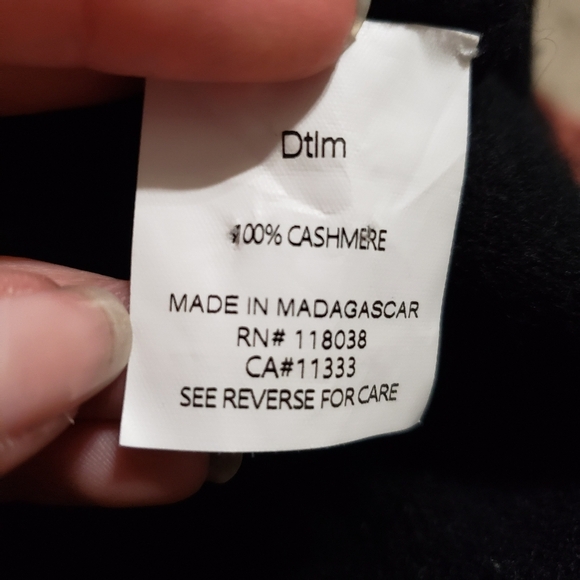 Dtlm
100% CASHMERE
MADE IN MADAGASCAR
RN# 118038
CA#11333
SEE REVERSE FOR CARE